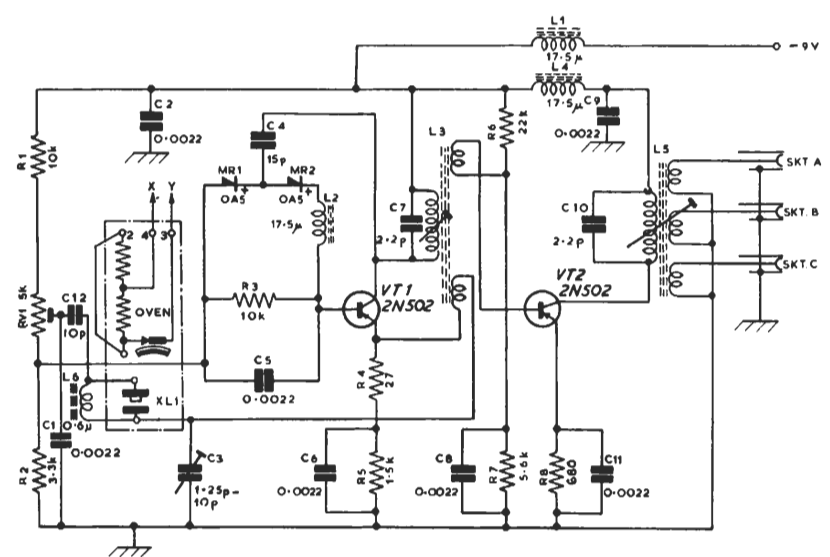 L1
17.5μ
-9V
L4
17.5μ
C2
0.0022
C4
15p
C9
0.0022
R1
10k
R6
22k
L3
L5
MR1
+
OA5
MR2
+
OA5
L2
17.5μ
X
Y
SKT A
SKT. B
SKT. C
2
4
3
C7
2.2p
C10
2.2p
OVEN
R3
10k
VT1
2N502
VT2
2N502
RV1 5k
C12
10p
C5
0.0022
R4
27
L6
0.6μ
XL1
C1
0.0022
R2
3.3k
C3
1.25p-
10p
C6
0.0022
R5
1.5k
C8
0.0022
R7
5.6k
R8
680
C11
0.0022